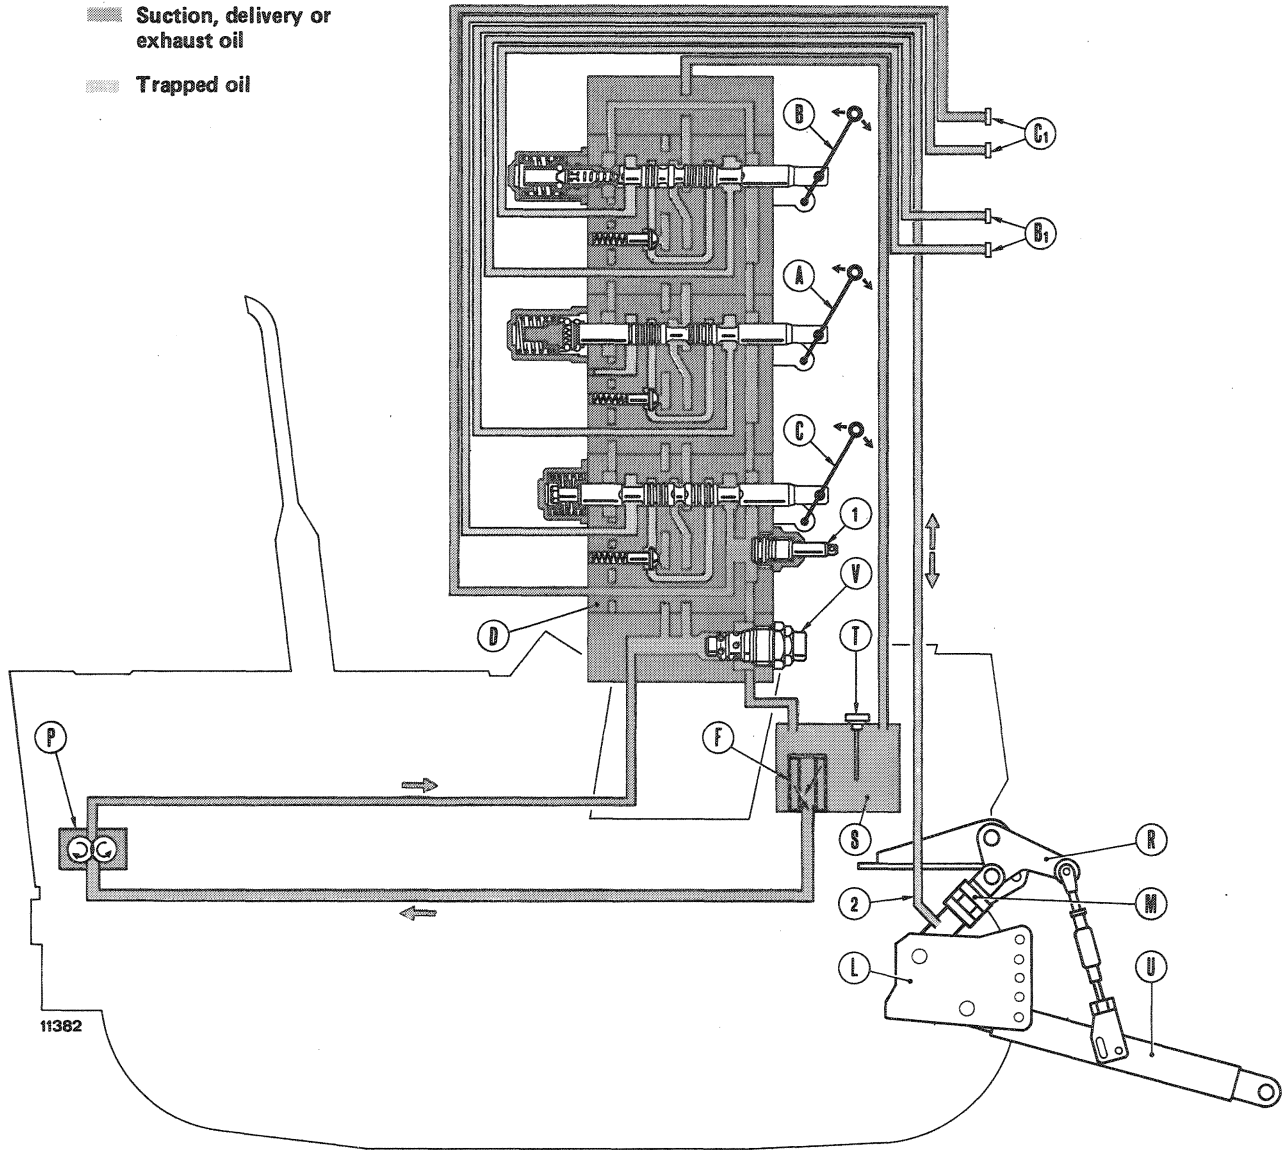 Suction, delivery or
exhaust oil
Trapped oil
B
C1
B1
A
C
1
V
D
T
P
F
S
R
2
M
L
U
11382